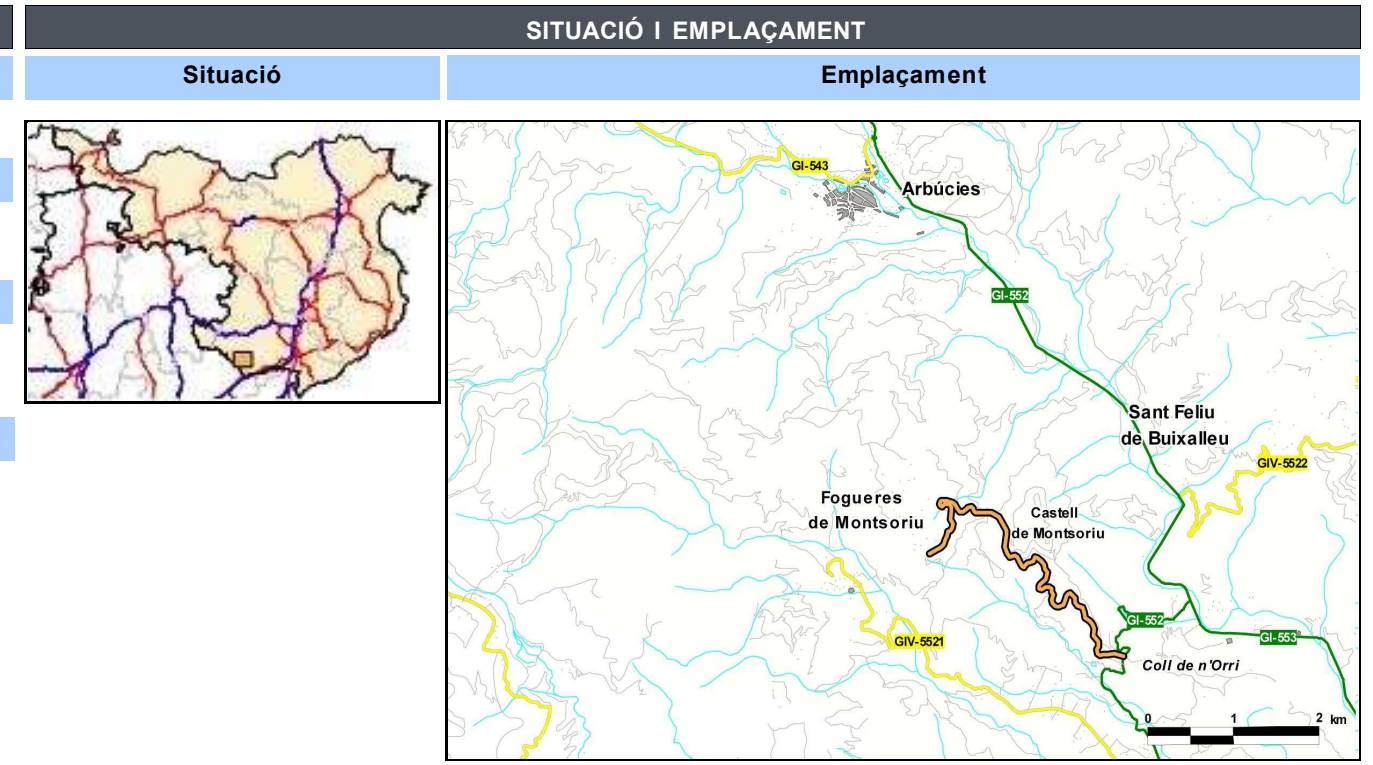 SITUACIÓ I EMPLAÇAMENT
Situació
Emplaçament
GI-543
Arbúcies
GI-552
Sant Feliu
de Buixalleu
GIV-5522
Fogueres
de Montsoriu
Castell
de Montsoriu
GI-552
GI-553
GIV-5521
Coll de n'Orri
0 1 2 km